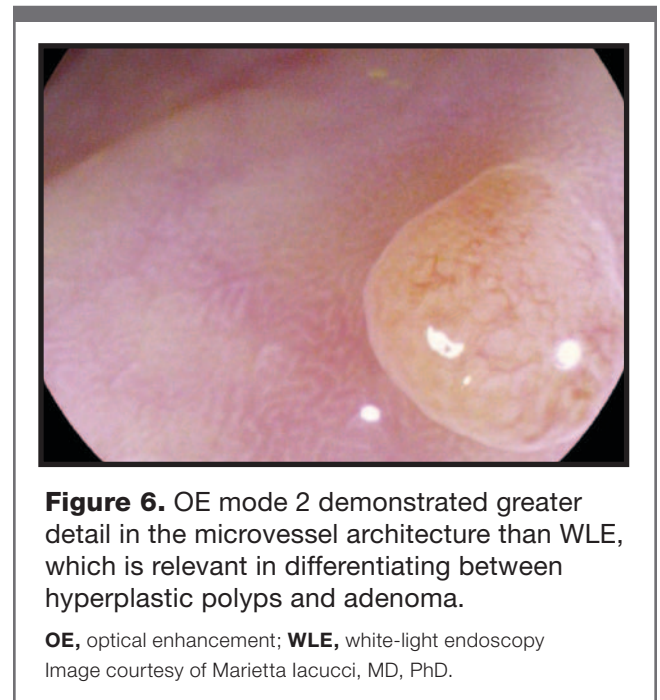 Figure 6. OE mode 2 demonstrated greater
detail in the microvessel architecture than WLE,
which is relevant in differentiating between
hyperplastic polyps and adenoma.
OE, optical enhancement; WLE, white-light endoscopy
Image courtesy of Marietta Iacucci, MD, PhD.